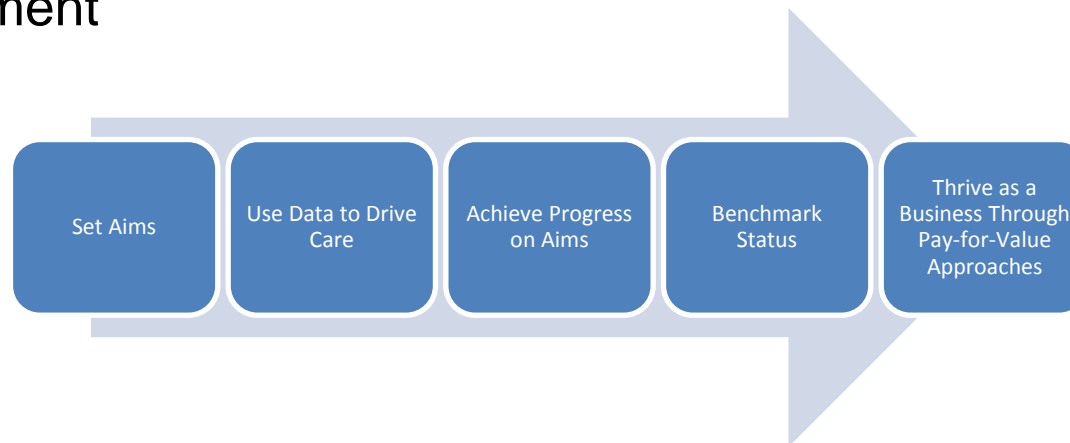 ment
Set Aims
Use Data to Drive
Care
Achieve Progress
on Aims
Benchmark
Status
Thrive as a
Business Through
Pay-for-Value
Approaches